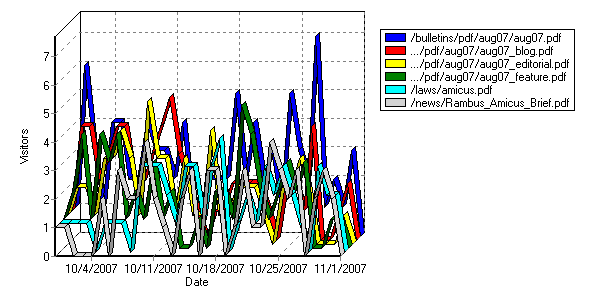 7
6
5
4
3
2
1
0
Visitors
10/4/2007 10/11/2007 10/18/2007 10/25/2007 11/1/2007
Date
/bulletins/pdf/aug07/aug07.pdf
.../pdf/aug07/aug07_blog.pdf
.../pdf/aug07/aug07_editorial.pdf
.../pdf/aug07/aug07_feature.pdf
/laws/amicus.pdf
/news/Rambus_Amicus_Brief.pdf